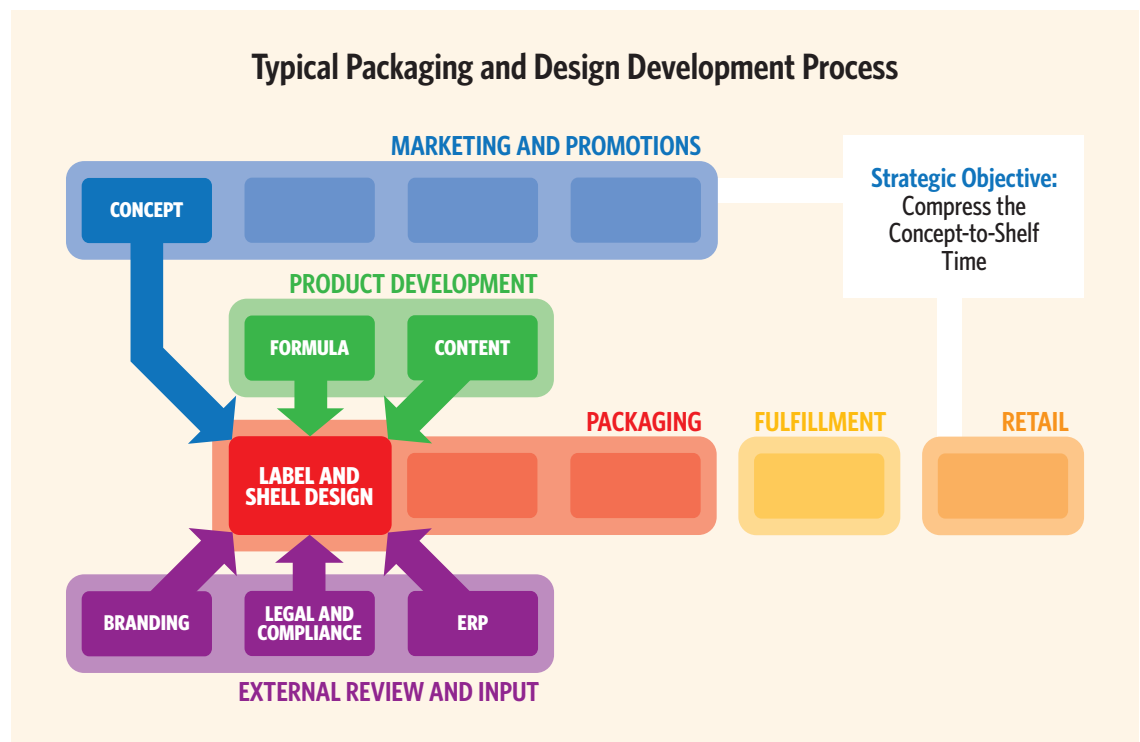 Typical Packaging and Design Development Process
MARKETING AND PROMOTIONS
CONCEPT
Strategic Objective:
Compress the
Concept-to-Shelf
Time
PRODUCT DEVELOPMENT
FORMULA
CONTENT
PACKAGING
FULFILLMENT
RETAIL
LABEL AND
SHELL DESIGN
BRANDING
LEGAL AND
COMPLIANCE
ERP
EXTERNAL REVIEW AND INPUT